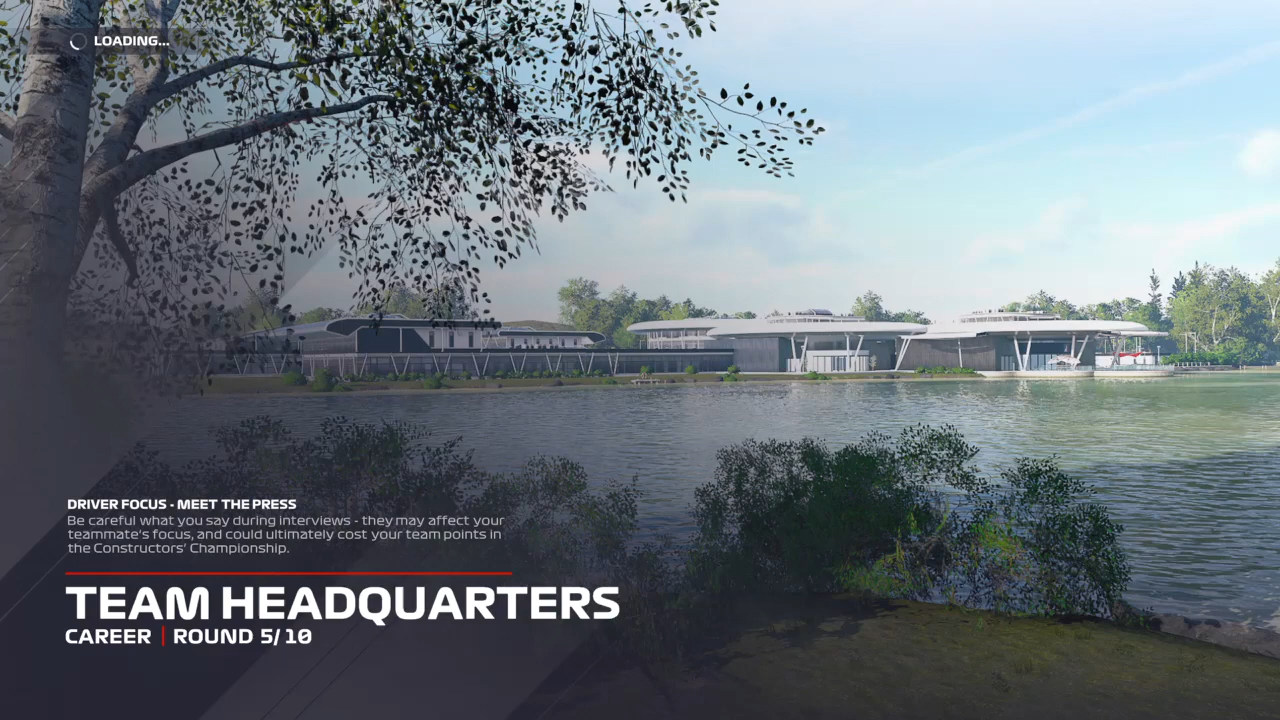 LOADING...
DRIVER FOCUS - MEET THE PRESS
Be careful what you say during interviews - they may affect your
teammate's focus, and could ultimately cost your team points in
the Constructors' Championship.
TEAM HEADQUARTERS
CAREER | ROUND 5/10